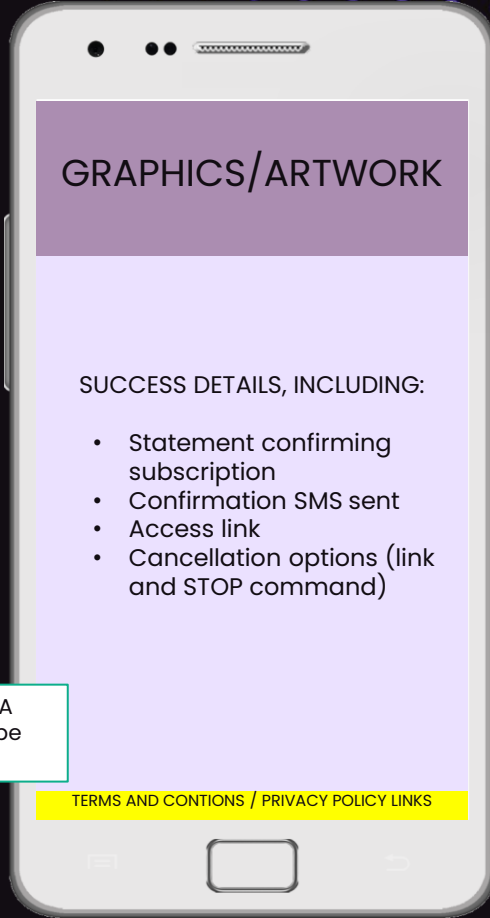 GRAPHICS/ARTWORK
SUCCESS DETAILS, INCLUDING:
• Statement confirming
subscription
• Confirmation SMS sent
• Access link
• Cancellation options (link
and STOP command)
A
TERMS AND CONTIONS / PRIVACY POLICY LINKS